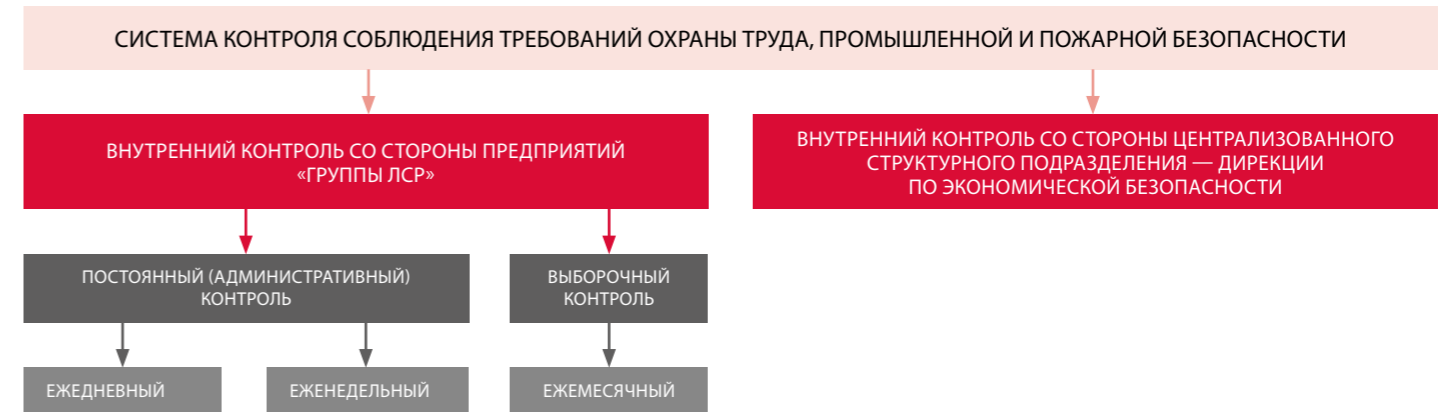 СИСТЕМА КОНТРОЛЯ СОБЛЮДЕНИЯ ТРЕБОВАНИЙ ОХРАНЫ ТРУДА, ПРОМЫШЛЕННОЙ И ПОЖАРНОЙ БЕЗОПАСНОСТИ
ВНУТРЕННИЙ КОНТРОЛЬ СО СТОРОНЫ ПРЕДПРИЯТИЙ
«ГРУППЫ ЛСР»
ВНУТРЕННИЙ КОНТРОЛЬ СО СТОРОНЫ ЦЕНТРАЛИЗОВАННОГО
СТРУКТУРНОГО ПОДРАЗДЕЛЕНИЯ — ДИРЕКЦИИ
ПО ЭКОНОМИЧЕСКОЙ БЕЗОПАСНОСТИ
ПОСТОЯННЫЙ (АДМИНИСТРАТИВНЫЙ)
КОНТРОЛЬ
ВЫБОРОЧНЫЙ
КОНТРОЛЬ
ЕЖЕДНЕВНЫЙ
ЕЖЕНЕДЕЛЬНЫЙ
ЕЖЕМЕСЯЧНЫЙ